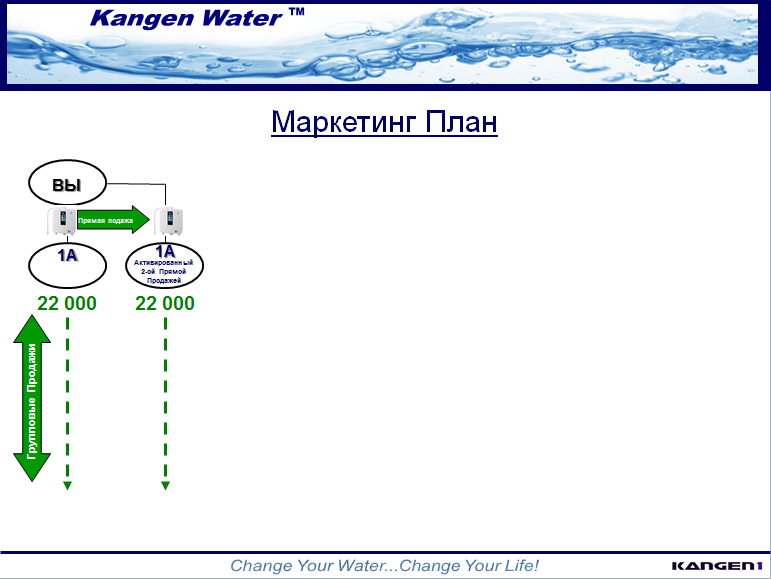 Kangen Water ™
Маркетинг План
ВЫ
Прямая подажа
1А
1А
Активированный
2-ой Прямой
Продажей
22 000
22 000
Групповые Продажи
Change Your Water...Change Your Life!
KANGEN1